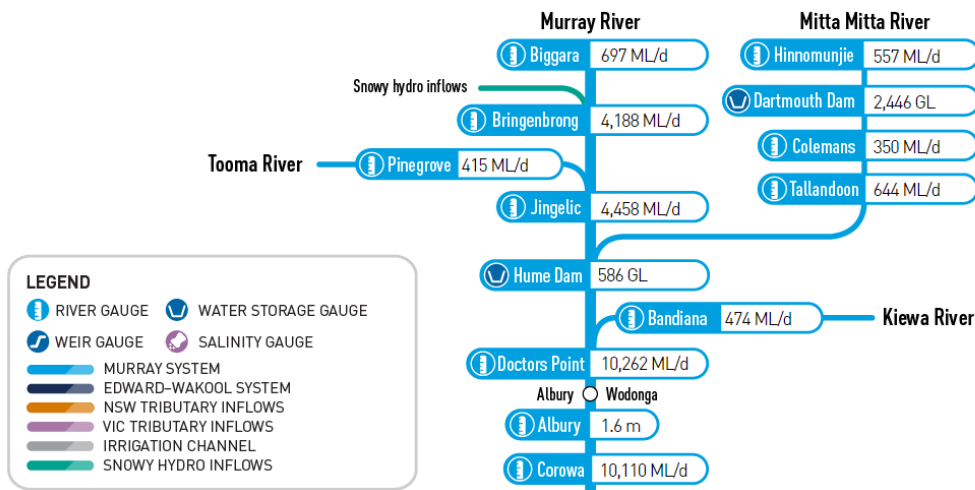 Murray River
Mitta Mitta River
Biggara 697 ML/d
Hinnomunjie 557 ML/d
Snowy hydro inflows
Dartmouth Dam 2,446 GL
Bringenbrong 4,188 ML/d
Colemans 350 ML/d
Tooma River
Pinegrove 415 ML/d
Tallandoon 644 ML/d
Jingelic 4,458 ML/d
Hume Dam 586 GL
Bandiana 474 ML/d
Kiewa River
Doctors Point 10,262 ML/d
Albury Wodonga
Albury 1.6 m
Corowa 10,110 ML/d
LEGEND
RIVER GAUGE
WATER STORAGE GAUGE
WEIR GAUGE
SALINITY GAUGE
MURRAY SYSTEM
EDWARD–WAKOOL SYSTEM
NSW TRIBUTARY INFLOWS
VIC TRIBUTARY INFLOWS
IRRIGATION CHANNEL
SNOWY HYDRO INFLOWS